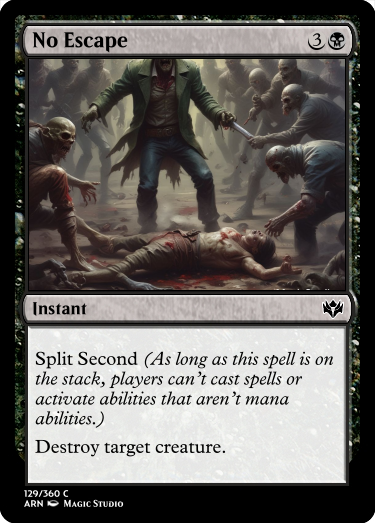 No Escape 3
Instant
Split Second (As long as this spell is on
the stack, players can't cast spells or
activate abilities that aren't mana
abilities.)
Destroy target creature.
129/360 C
ARN Magic Studio